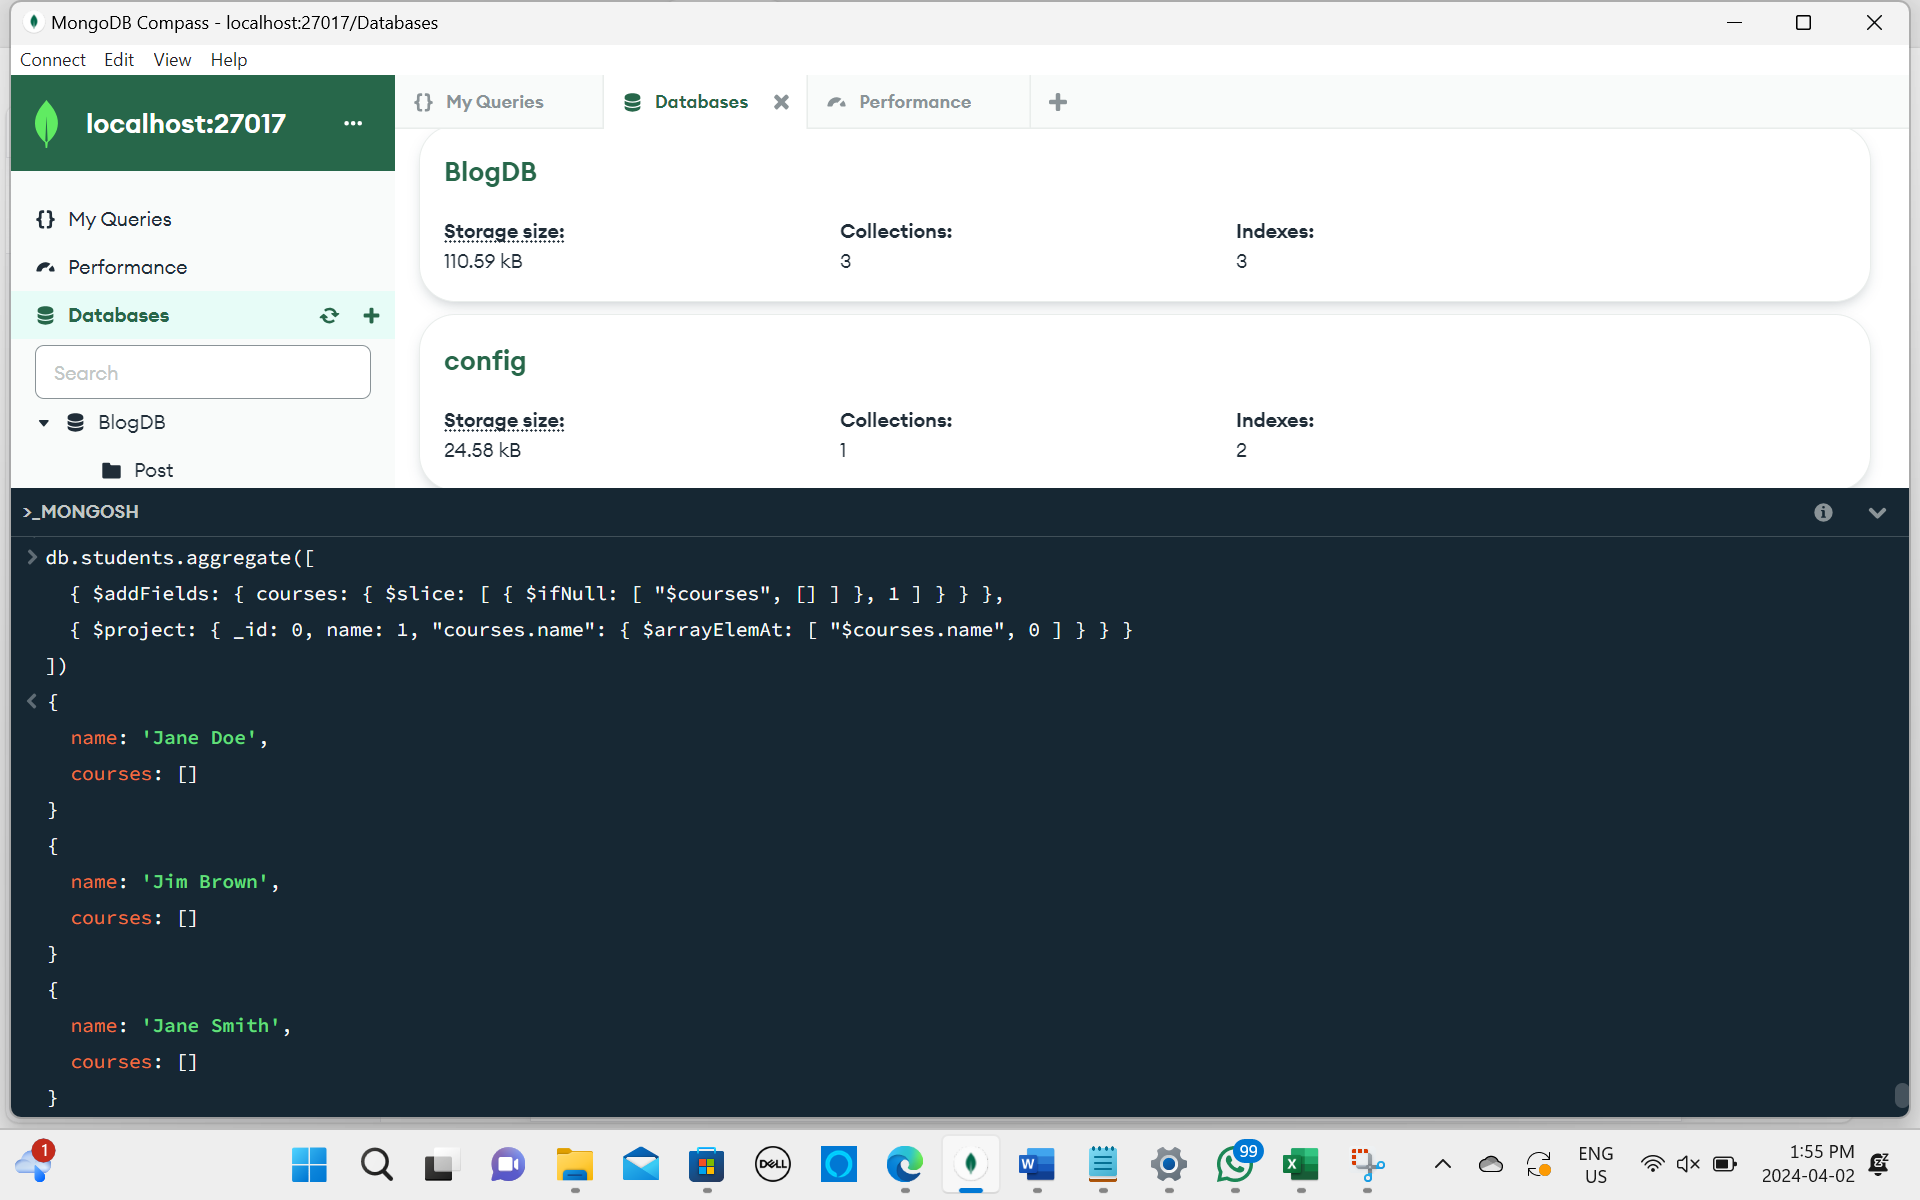 MongoDB Compass - localhost:27017/Databases
Connect Edit View Help
localhost:27017 ...
My Queries
Databases
Performance
{} My Queries
Performance
Databases
Search
BlogDB
Post
BlogDB
Storage size: Collections: Indexes:
110.59 kB 3 3
config
Storage size: Collections: Indexes:
24.58 kB 1 2
>_MONGOSH
> db.students.aggregate([
{ $addFields: { courses: { $slice: [ { $ifNull: [ "$courses", [] ] }, 1 ] } } },
{ $project: { _id: 0, name: 1, "courses.name": { $arrayElemAt: [ "$courses.name", 0 ] } } }
])
< {
name: 'Jane Doe',
courses: []
}
{
name: 'Jim Brown',
courses: []
}
{
name: 'Jane Smith',
courses: []
}
1
DELL
W
99
X
ENG
US
1:55 PM
2024-04-02